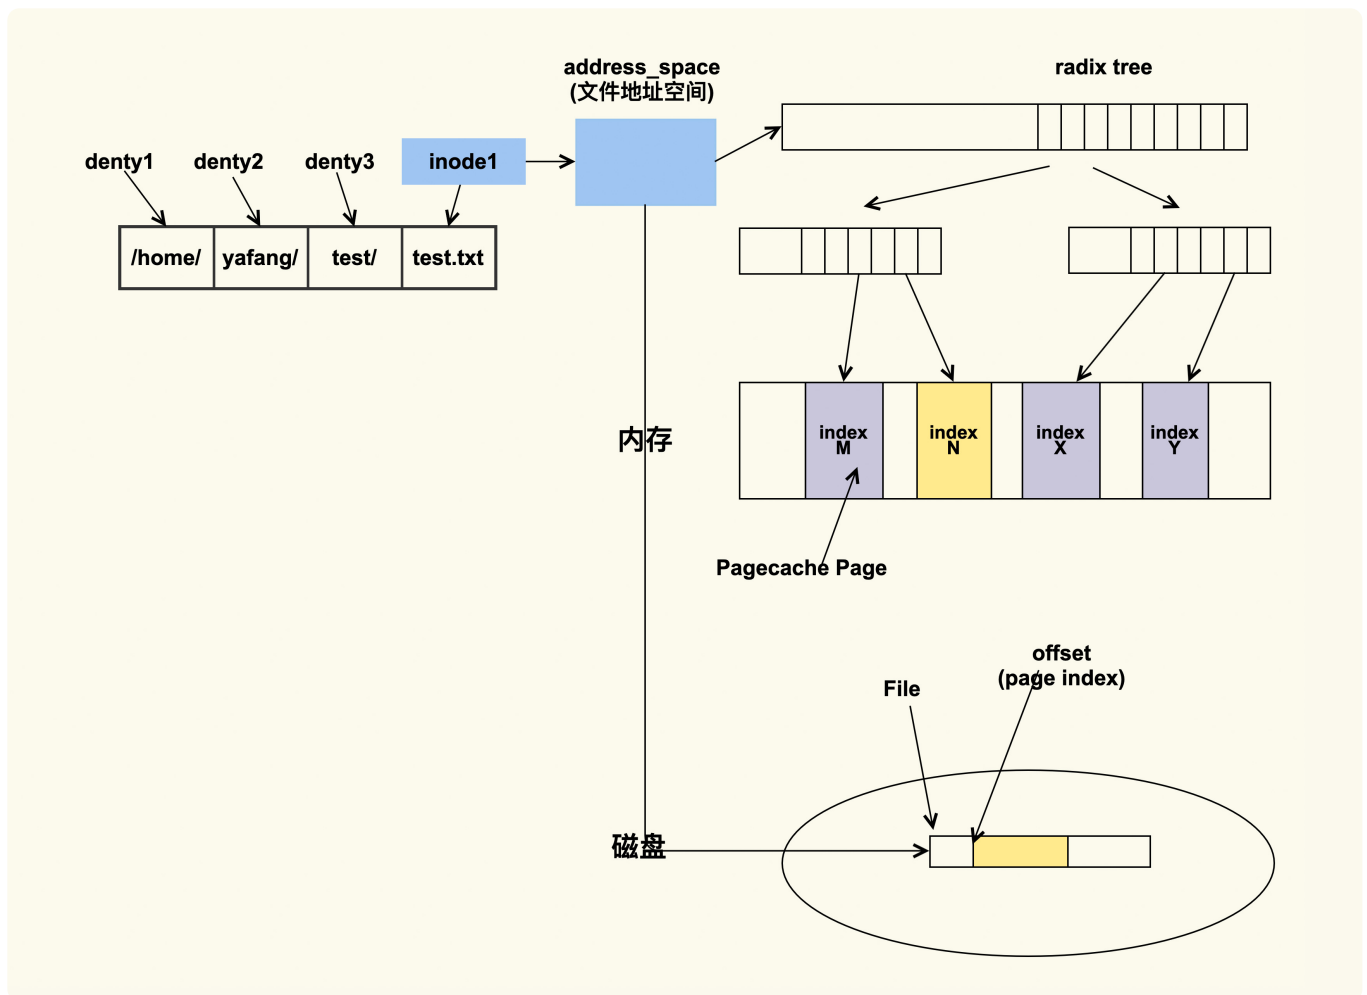 address_space
(文件地址空间)
radix tree
denty1
denty2
denty3
inode1
/home/
yafang/
test/
test.txt
index
M
index
N
index
X
index
Y
内存
Pagecache Page
offset
(page index)
File
磁盘